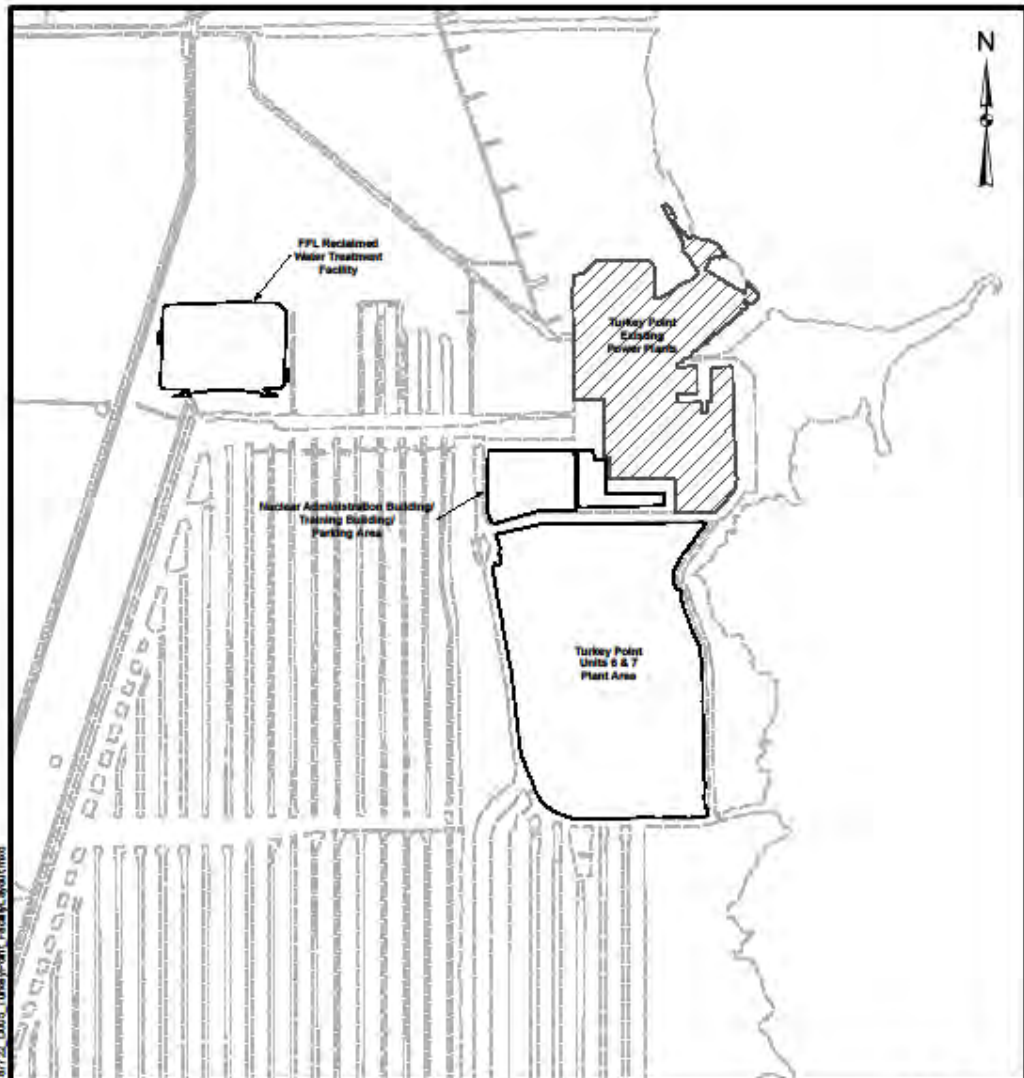 N
FPL Reclaimed
Water Treatment
Facility
Turkey Point
Existing
Power Plants
Nuclear Administration Building/
Training Building/
Parking Area
Turkey Point
Units 6 & 7
Plant Area